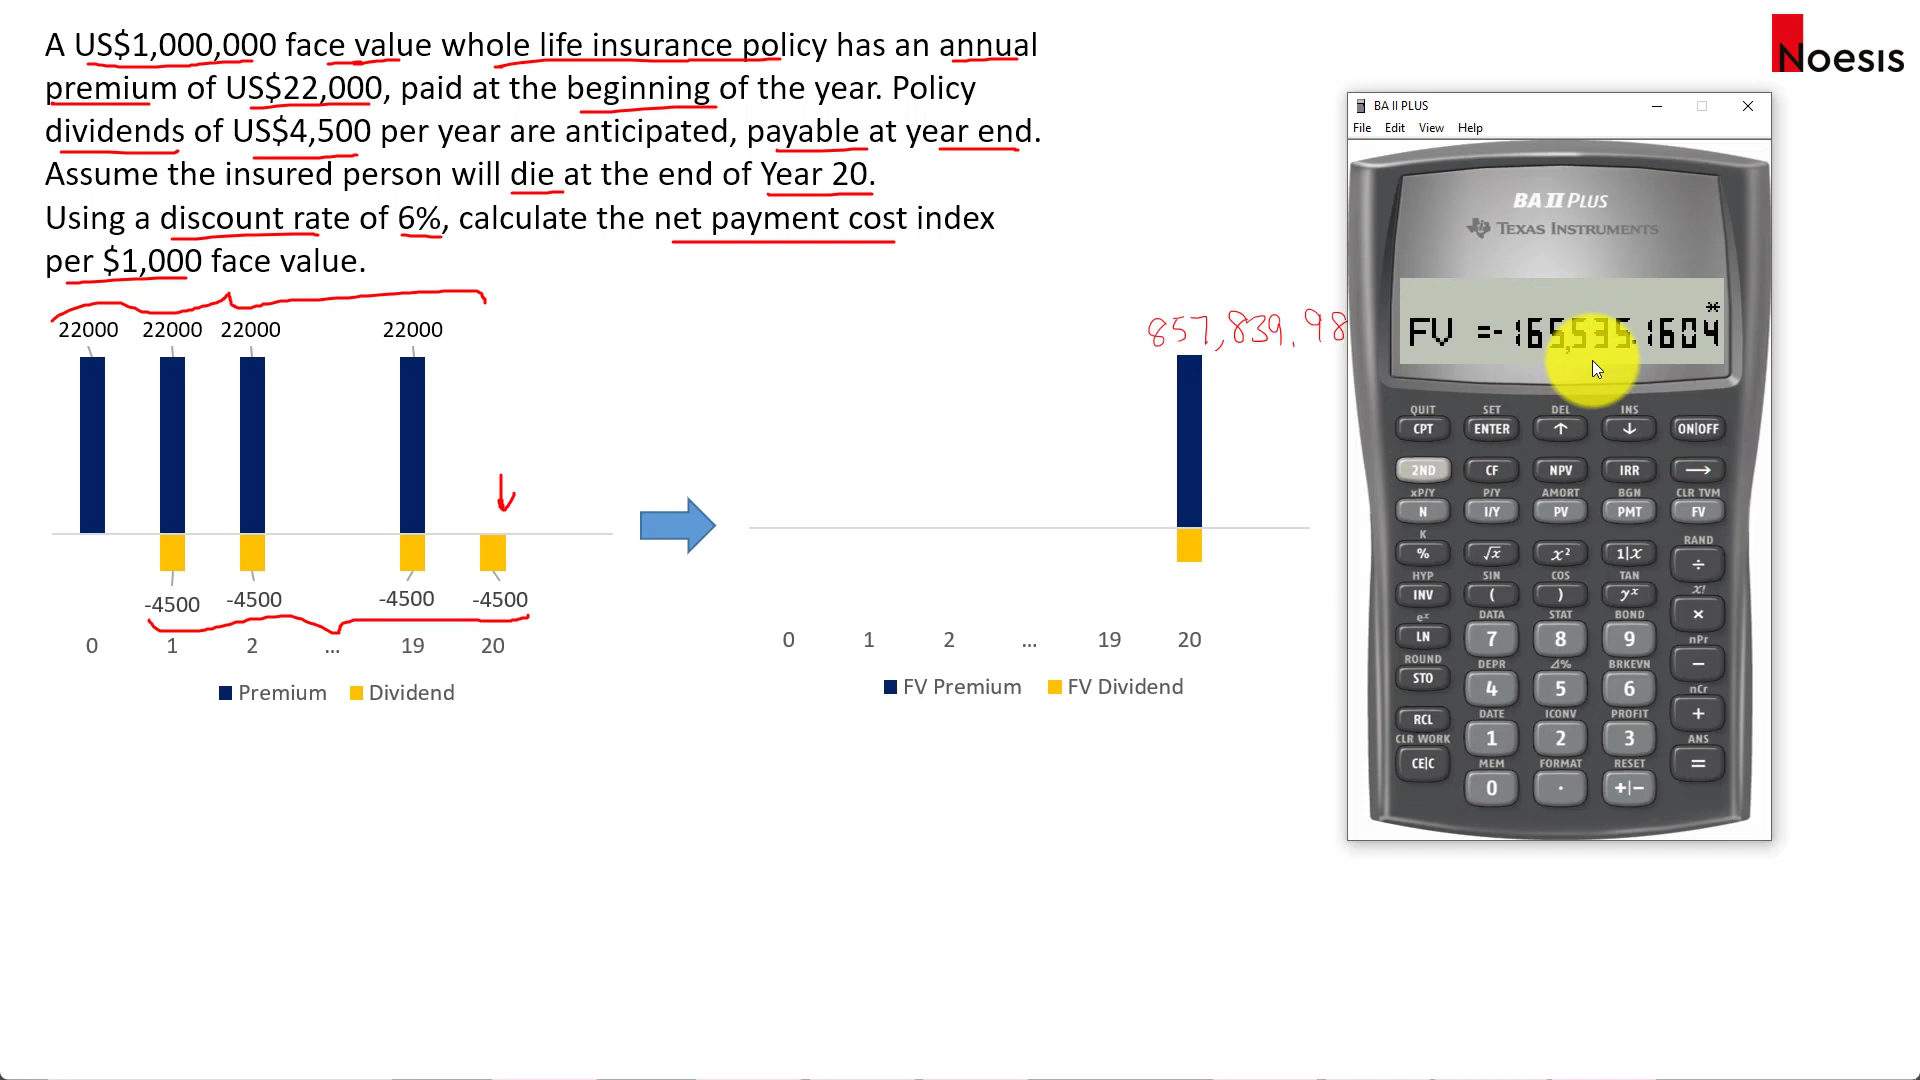 A US$1,000,000 face value whole life insurance policy has an annual
premium of US$22,000, paid at the beginning of the year. Policy
dividends of US$4,500 per year are anticipated, payable at year end.
Assume the insured person will die at the end of Year 20.
Using a discount rate of 6%, calculate the net payment cost index
per $1,000 face value.
Noesis
22000 22000 22000 22000
-4500 -4500 -4500 -4500
0 1 2 ... 19 20
Premium Dividend
857,839.98
0 1 2 ... 19 20
FV Premium FV Dividend
BA II PLUS
File Edit View Help
BA II PLUS
TEXAS INSTRUMENTS
FV =-165,535.1604
QUIT SET DEL INS
CPT ENTER ↑ ↓ ON|OFF
2ND CF NPV IRR →
xP/Y P/Y AMORT BGN CLR TVM
N I/Y PV PMT FV
K RAND
% √x x² 1|x ÷
HYP SIN COS TAN x!
INV ( ) yˣ ×
eˣ DATA STAT BOND nPr
LN 7 8 9 −
ROUND DEPR Δ% BRKEVN nCr
STO 4 5 6 +
DATE ICONV PROFIT
RCL 1 2 3
CLR WORK MEM FORMAT RESET ANS
CE|C 0 . +|− =